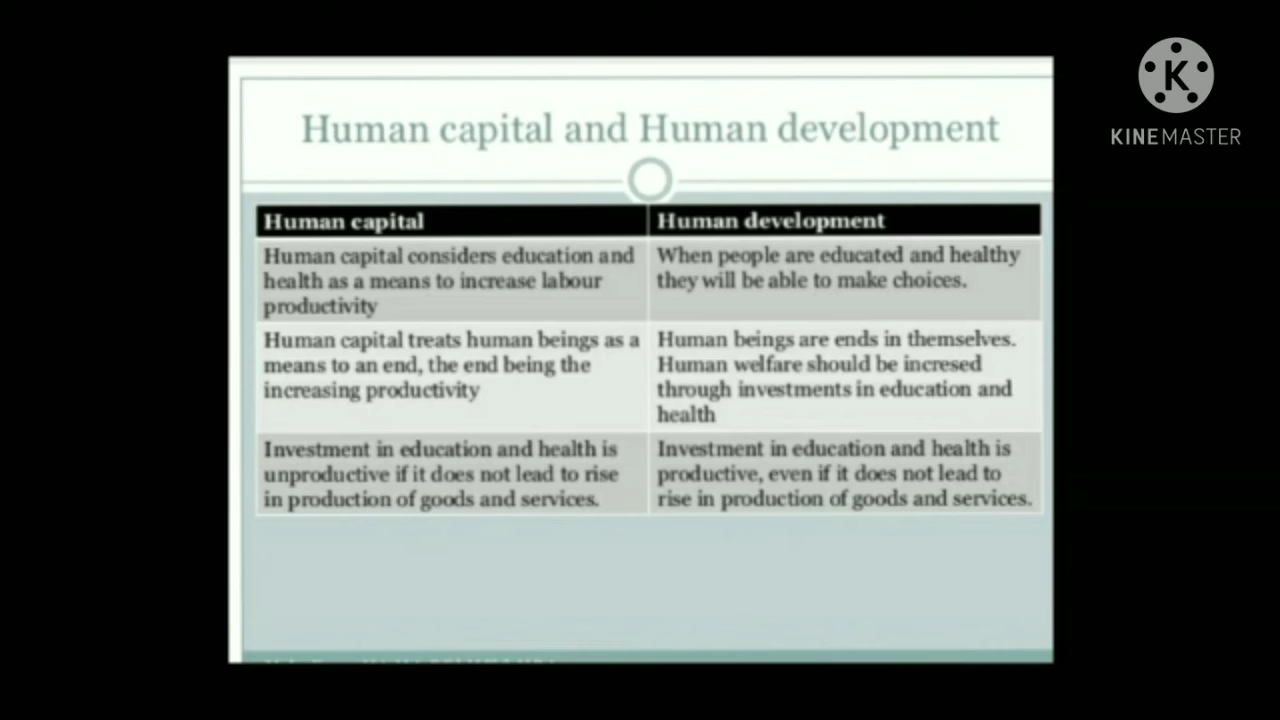 Human capital and Human development
Human capital
Human development
Human capital considers education and
health as a means to increase labour
productivity
When people are educated and healthy
they will be able to make choices.
Human capital treats human beings as a
means to an end, the end being the
increasing productivity
Human beings are ends in themselves.
Human welfare should be incresed
through investments in education and
health
Investment in education and health is
unproductive if it does not lead to rise
in production of goods and services.
Investment in education and health is
productive, even if it does not lead to
rise in production of goods and services.
K
KINEMASTER